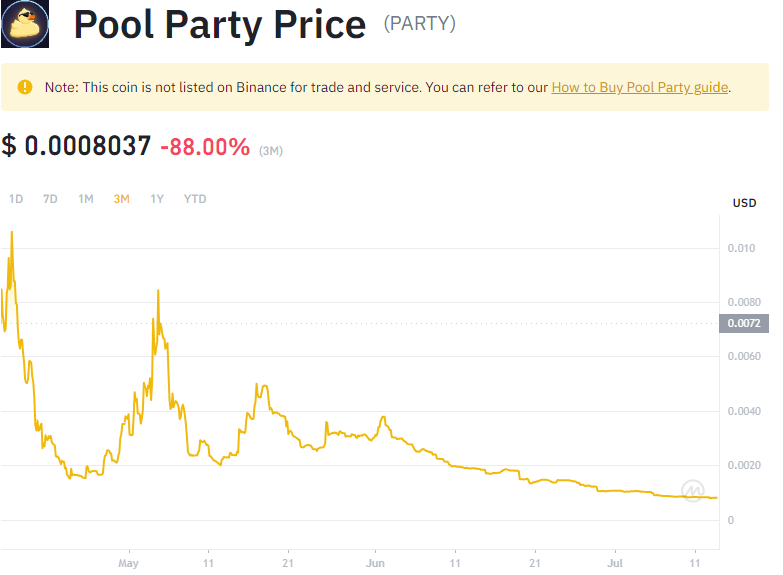 Pool Party Price (PARTY)
Note: This coin is not listed on Binance for trade and service. You can refer to our How to Buy Pool Party guide.
$ 0.0008037 -88.00% (3M)
1D 7D 1M 3M 1Y YTD
USD
0.010
0.0080
0.0072
0.0060
0.0040
0.0020
0
May 11 21 Jun 11 21 Jul 11